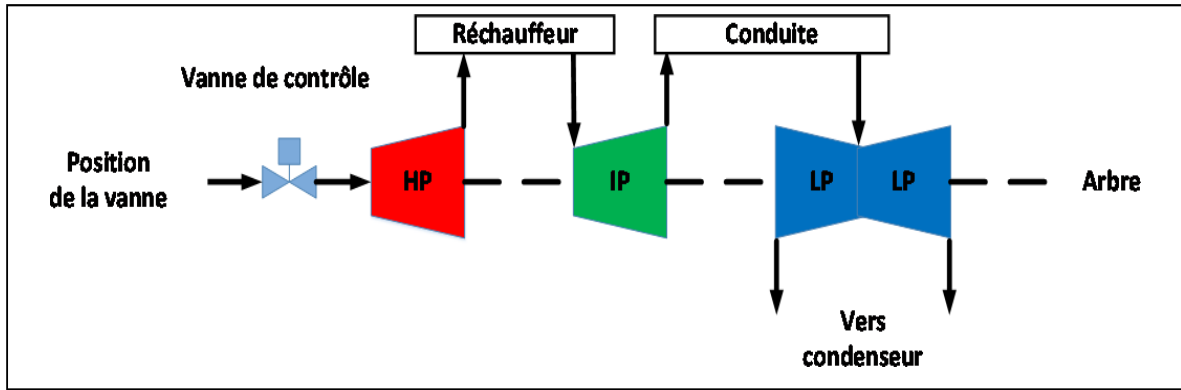 Réchauffeur
Conduite
Vanne de contrôle
Position
de la vanne
HP
IP
LP
LP
Arbre
Vers
condenseur